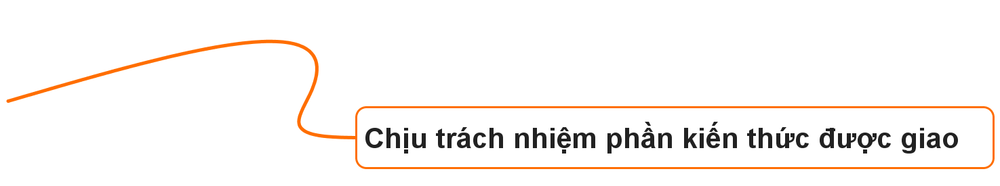 Chịu trách nhiệm phần kiến thức được giao